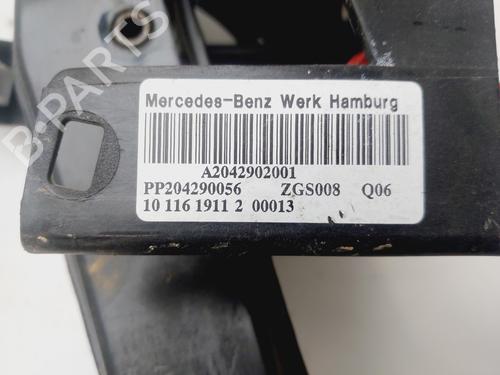 B-PARTS
Mercedes-Benz Werk Hamburg
A2042902001
PP204290056 ZGS008 Q06
10 116 1911 2 00013